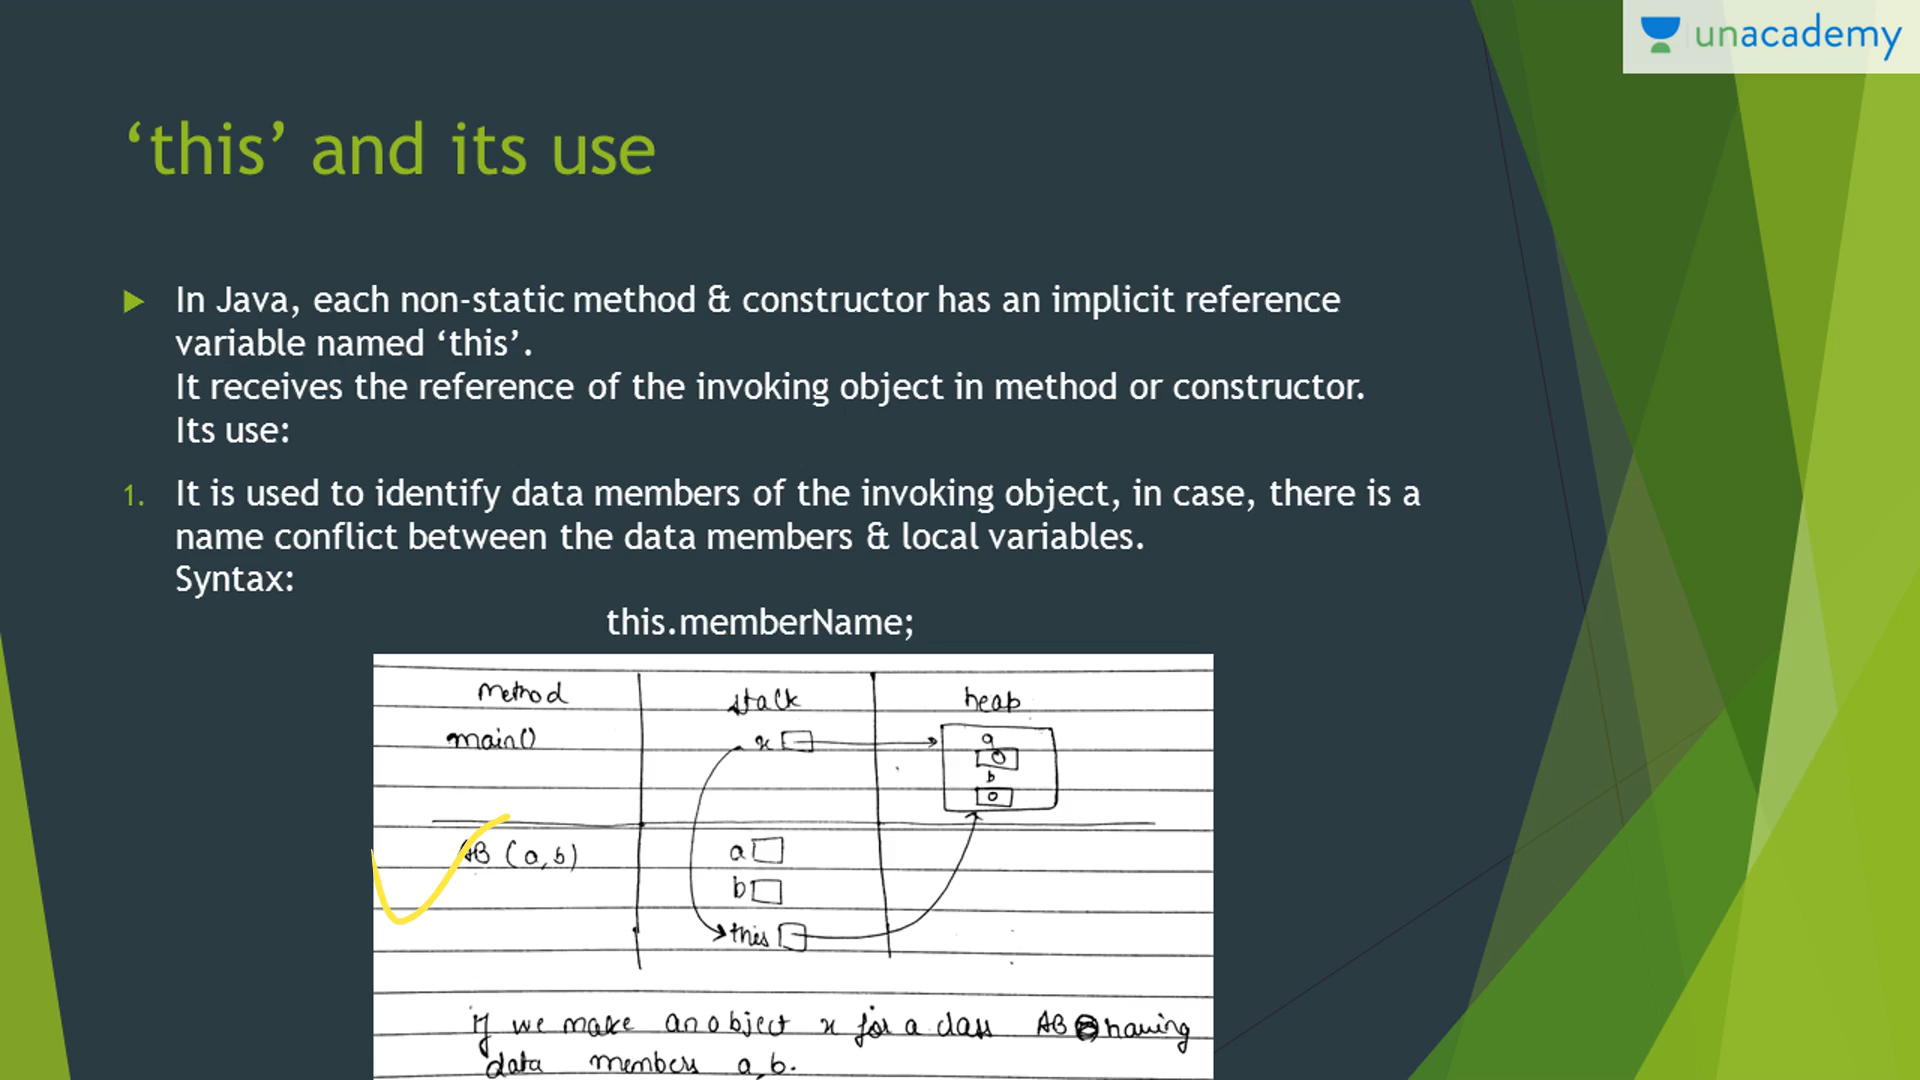 unacademy
‘this’ and its use
In Java, each non-static method & constructor has an implicit reference
variable named ‘this’.
It receives the reference of the invoking object in method or constructor.
Its use:
1. It is used to identify data members of the invoking object, in case, there is a
name conflict between the data members & local variables.
Syntax:
this.memberName;
method stack heap
main() x a
0
b
0
AB (a,b) a
b
this
If we make an object x for a class AB having
data members a,b.